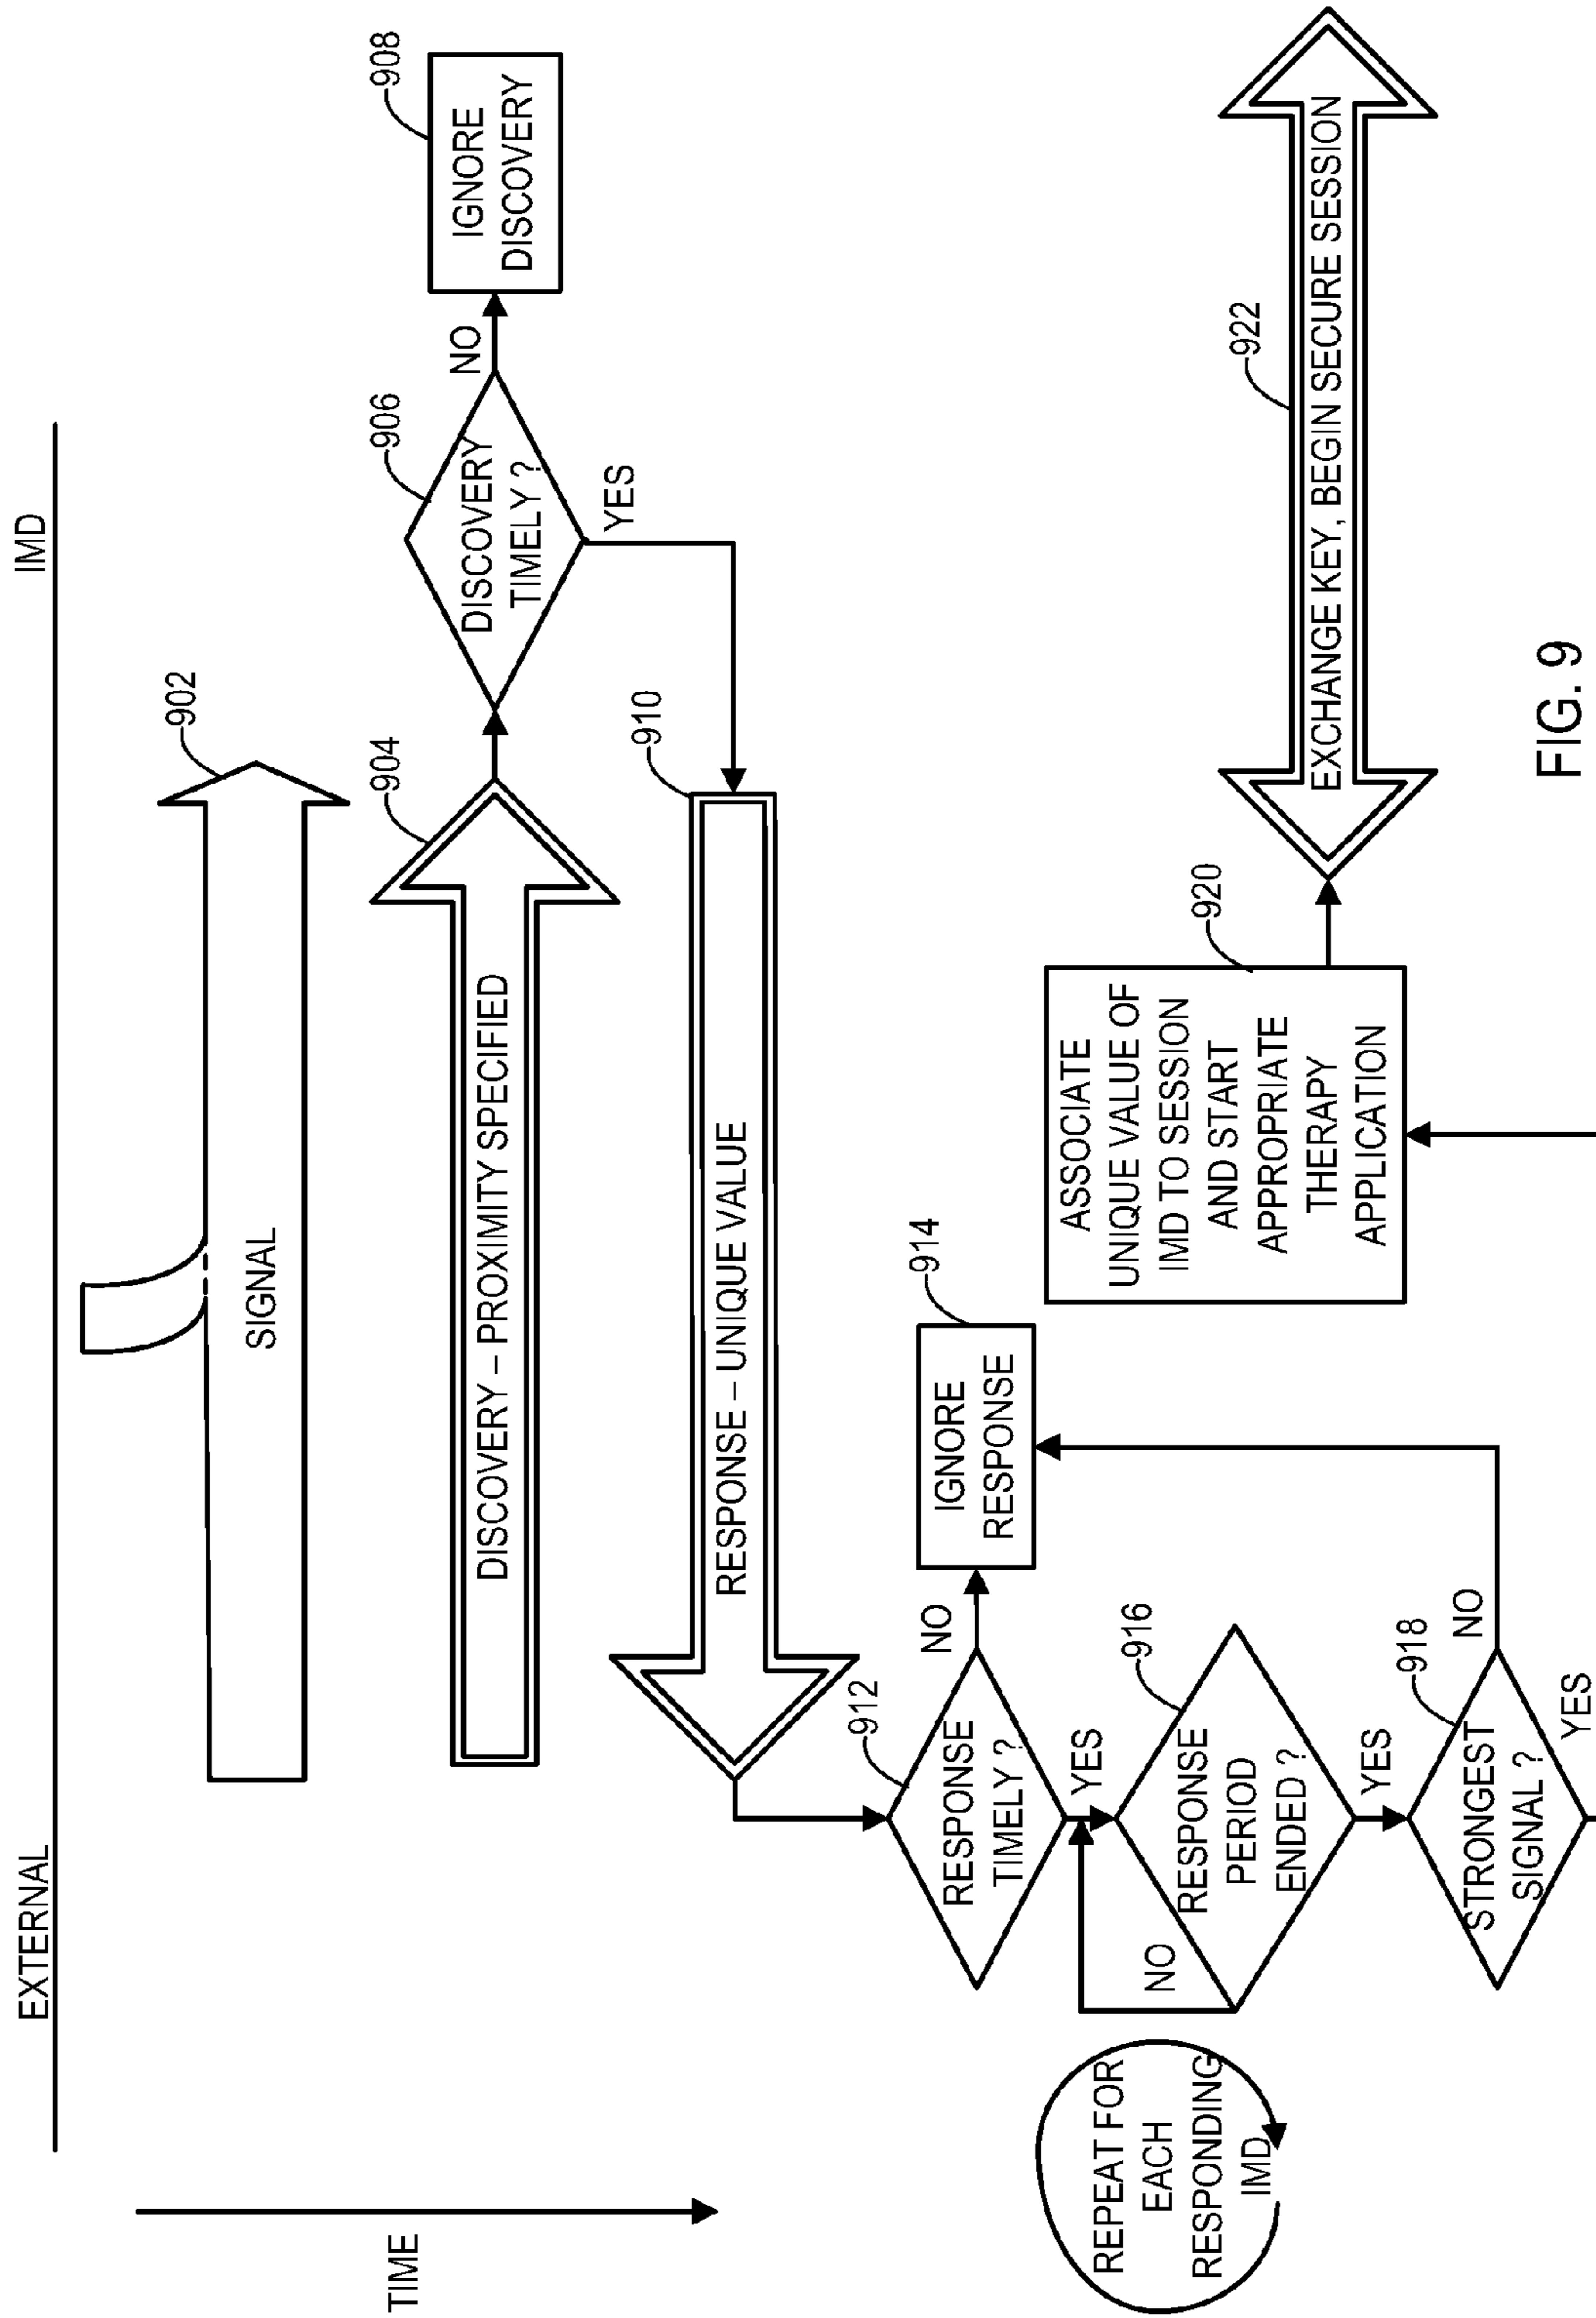 EXTERNAL
IMD
TIME
SIGNAL
902
DISCOVERY – PROXIMITY SPECIFIED
904
DISCOVERY
TIMELY ?
906
NO
IGNORE
DISCOVERY
908
YES
RESPONSE – UNIQUE VALUE
910
RESPONSE
TIMELY ?
912
NO
IGNORE
RESPONSE
914
YES
REPEAT FOR
EACH
RESPONDING
IMD
NO
RESPONSE
PERIOD
ENDED ?
916
YES
STRONGEST
SIGNAL ?
918
NO
YES
ASSOCIATE
UNIQUE VALUE OF
IMD TO SESSION
AND START
APPROPRIATE
THERAPY
APPLICATION
920
EXCHANGE KEY, BEGIN SECURE SESSION
922
FIG. 9